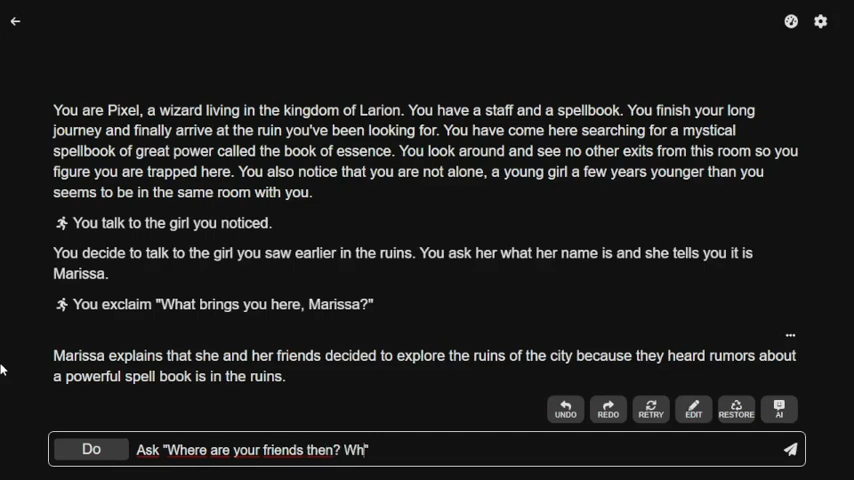 You are Pixel, a wizard living in the kingdom of Larion. You have a staff and a spellbook. You finish your long
journey and finally arrive at the ruin you've been looking for. You have come here searching for a mystical
spellbook of great power called the book of essence. You look around and see no other exits from this room so you
figure you are trapped here. You also notice that you are not alone, a young girl a few years younger than you
seems to be in the same room with you.
You talk to the girl you noticed.
You decide to talk to the girl you saw earlier in the ruins. You ask her what her name is and she tells you it is
Marissa.
You exclaim "What brings you here, Marissa?"
...
Marissa explains that she and her friends decided to explore the ruins of the city because they heard rumors about
a powerful spell book is in the ruins.
UNDO REDO RETRY EDIT RESTORE AI
Do Ask "Where are your friends then? Wh"